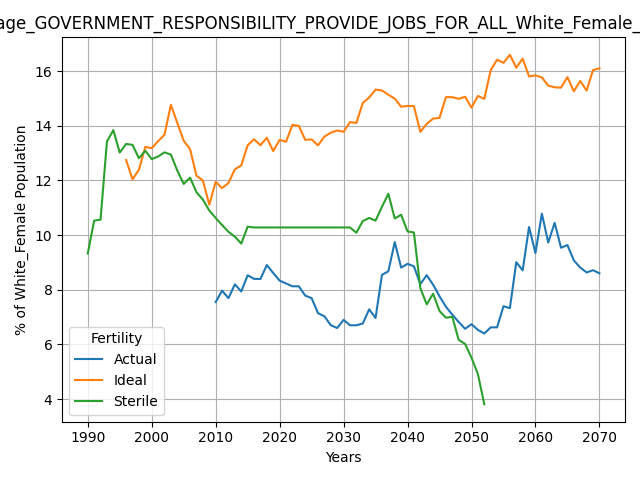 age_GOVERNMENT_RESPONSIBILITY_PROVIDE_JOBS_FOR_ALL_White_Female_
% of White_Female Population
16
14
12
10
8
6
4
Fertility
Actual
Ideal
Sterile
1990 2000 2010 2020 2030 2040 2050 2060 2070
Years